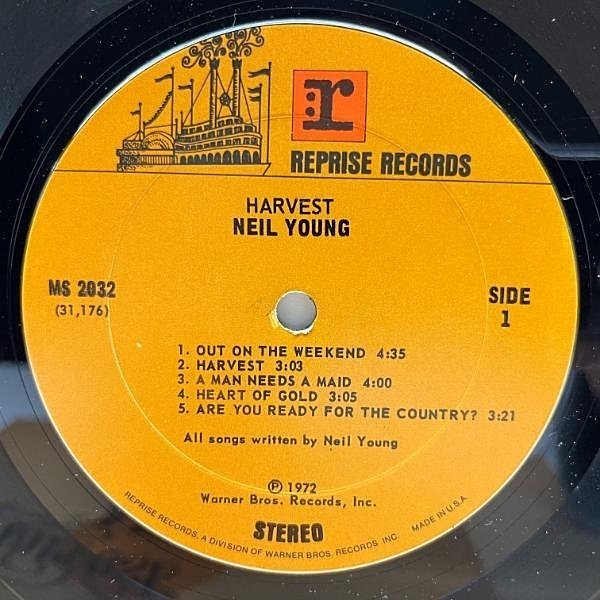 r
REPRISE RECORDS
HARVEST
NEIL YOUNG
MS 2032
(31,176)
SIDE
1
1. OUT ON THE WEEKEND 4:35
2. HARVEST 3:03
3. A MAN NEEDS A MAID 4:00
4. HEART OF GOLD 3:05
5. ARE YOU READY FOR THE COUNTRY? 3:21
All songs written by Neil Young
℗ 1972
Warner Bros. Records, Inc.
STEREO
REPRISE RECORDS, A DIVISION OF WARNER BROS. RECORDS INC. MADE IN U.S.A.